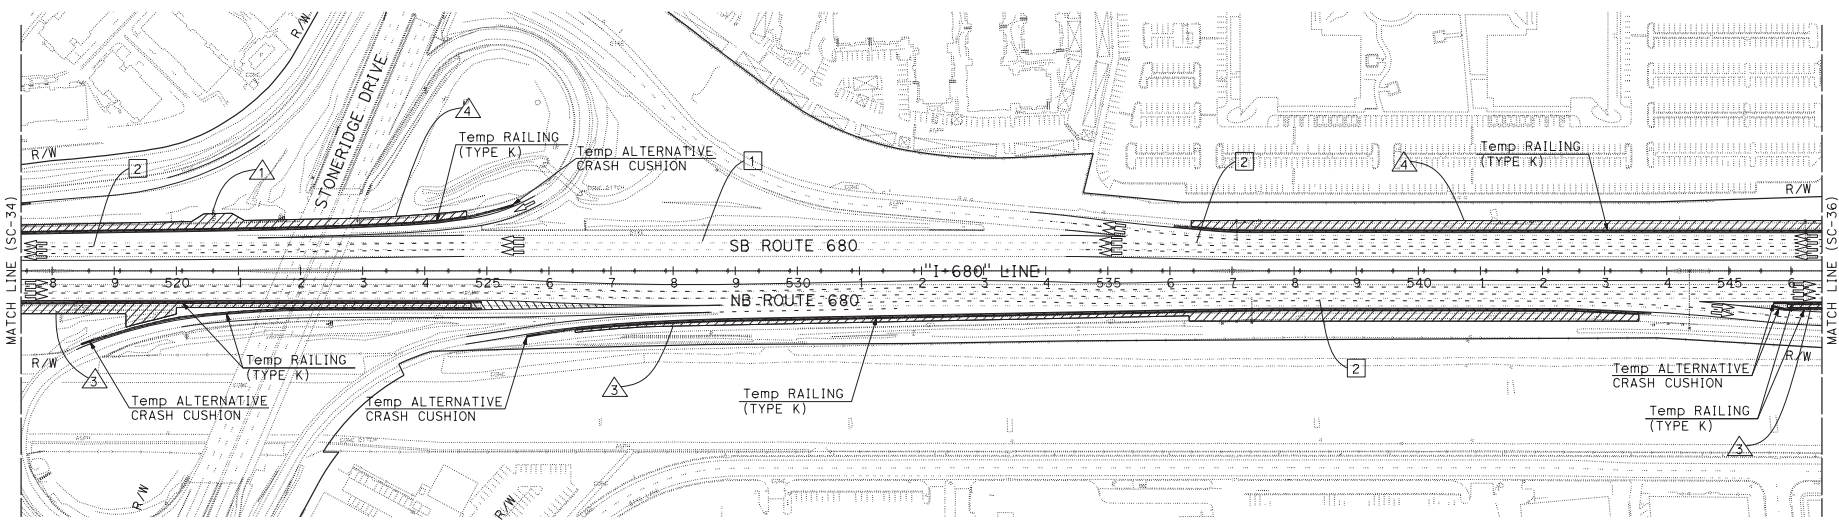 R/W
STONERIDGE DRIVE
4
Temp RAILING
(TYPE K)
Temp ALTERNATIVE
CRASH CUSHION
1
2
Temp RAILING
(TYPE K)
4
R/W
2
1
R/W
MATCH LINE (SC-34)
MATCH LINE (SC-36)
SB ROUTE 680
"I-680" LINE
8 9 520 1 2 3 4 525 6 7 8 9 530 1 2 3 4 535 6 7 8 9 540 1 2 3 4 545 6
NB ROUTE 680
R/W
3
Temp RAILING
(TYPE K)
Temp ALTERNATIVE
CRASH CUSHION
Temp ALTERNATIVE
CRASH CUSHION
3
Temp RAILING
(TYPE K)
2
R/W
Temp ALTERNATIVE
CRASH CUSHION
Temp RAILING
(TYPE K)
3
R/W
R/W